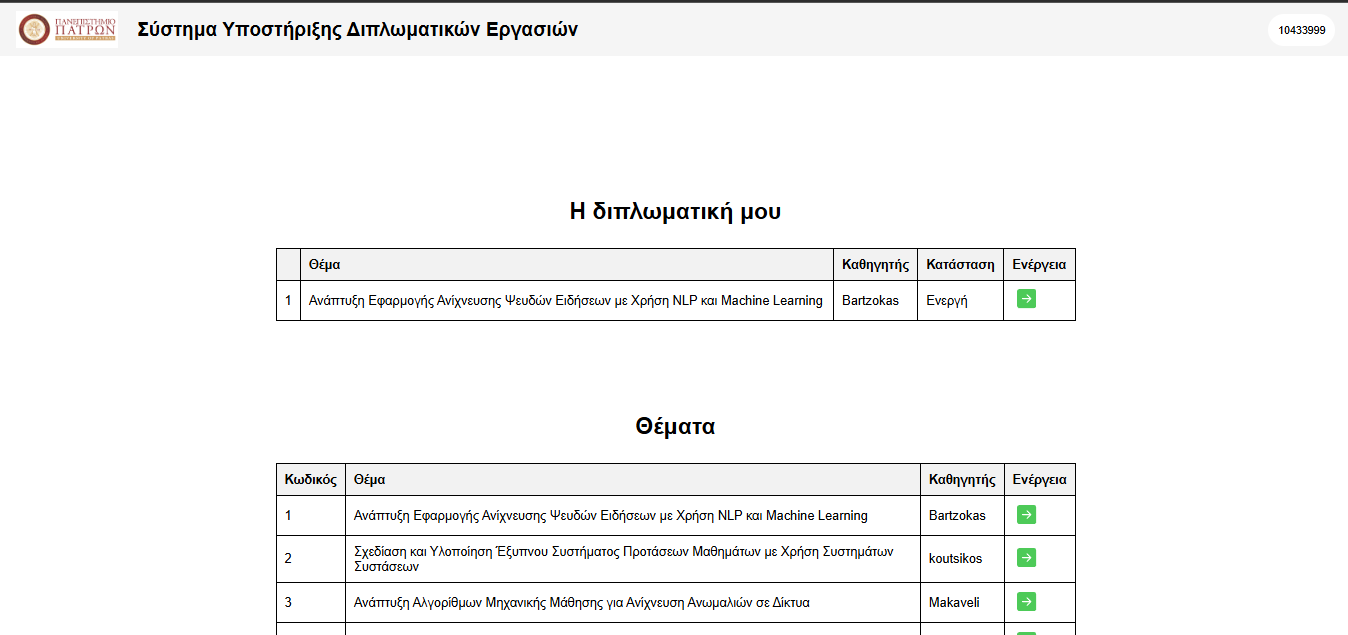 ΠΑΝΕΠΙΣΤΗΜΙΟ
ΠΑΤΡΩΝ
UNIVERSITY OF PATRAS
Σύστημα Υποστήριξης Διπλωματικών Εργασιών
10433999
Η διπλωματική μου
Θέμα Καθηγητής Κατάσταση Ενέργεια
1 Ανάπτυξη Εφαρμογής Ανίχνευσης Ψευδών Ειδήσεων με Χρήση NLP και Machine Learning Bartzokas Ενεργή
Θέματα
Κωδικός Θέμα Καθηγητής Ενέργεια
1 Ανάπτυξη Εφαρμογής Ανίχνευσης Ψευδών Ειδήσεων με Χρήση NLP και Machine Learning Bartzokas
2 Σχεδίαση και Υλοποίηση Έξυπνου Συστήματος Προτάσεων Μαθημάτων με Χρήση Συστημάτων
Συστάσεων koutsikos
3 Ανάπτυξη Αλγορίθμων Μηχανικής Μάθησης για Ανίχνευση Ανωμαλιών σε Δίκτυα Makaveli